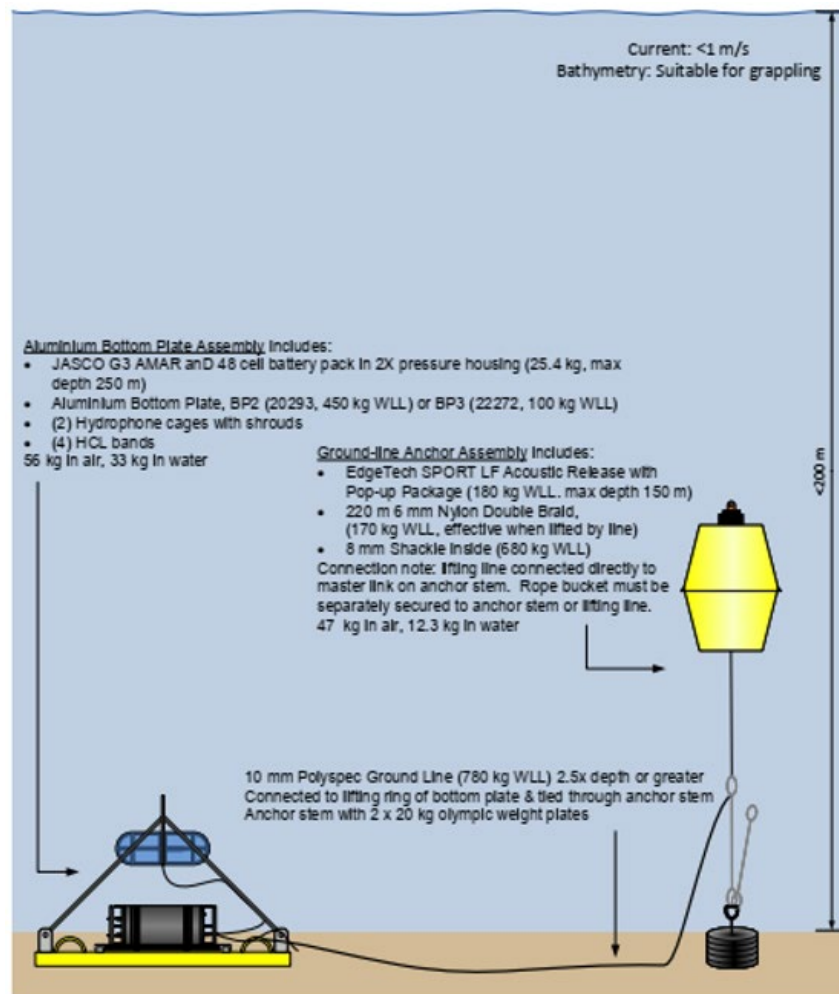 Current: <1 m/s
Bathymetry: Suitable for grappling
Aluminium Bottom Plate Assembly Includes:
• JASCO G3 AMAR anD 48 cell battery pack in 2X pressure housing (25.4 kg, max
depth 250 m)
• Aluminium Bottom Plate, BP2 (20293, 450 kg WLL) or BP3 (22272, 100 kg WLL)
• (2) Hydrophone cages with shrouds
• (4) HCL bands
56 kg in air, 33 kg in water
Ground-line Anchor Assembly Includes:
• EdgeTech SPORT LF Acoustic Release with
Pop-up Package (180 kg WLL. max depth 150 m)
• 220 m 6 mm Nylon Double Braid,
(170 kg WLL, effective when lifted by line)
• 8 mm Shackle Inside (680 kg WLL)
Connection note: lifting line connected directly to
master link on anchor stem. Rope bucket must be
separately secured to anchor stem or lifting line.
47 kg in air, 12.3 kg in water
<200 m
10 mm Polyspec Ground Line (780 kg WLL) 2.5x depth or greater
Connected to lifting ring of bottom plate & tied through anchor stem
Anchor stem with 2 x 20 kg olympic weight plates